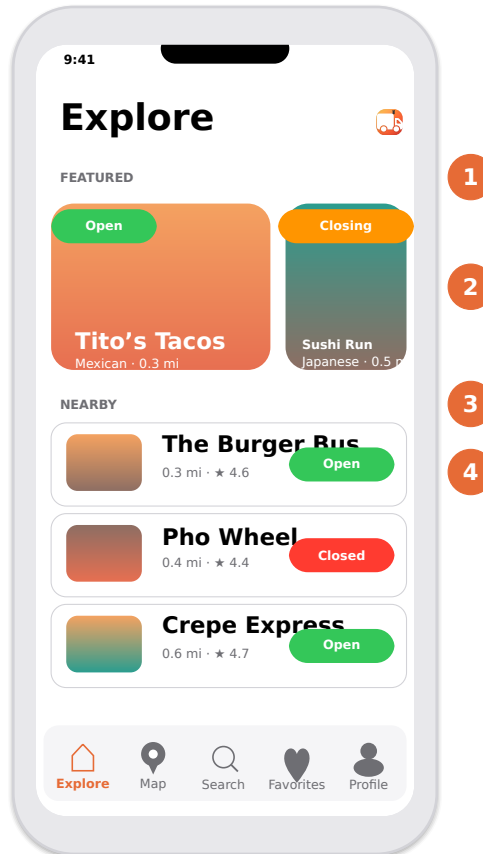 9:41
Explore
FEATURED
1
Open
Closing
2
Tito’s Tacos
Mexican · 0.3 mi
Sushi Run
Japanese · 0.5
NEARBY
3
The Burger Bus
0.3 mi · ★ 4.6
Open
4
Pho Wheel
0.4 mi · ★ 4.4
Closed
Crepe Express
0.6 mi · ★ 4.7
Open
Explore
Map
Search
Favorites
Profile